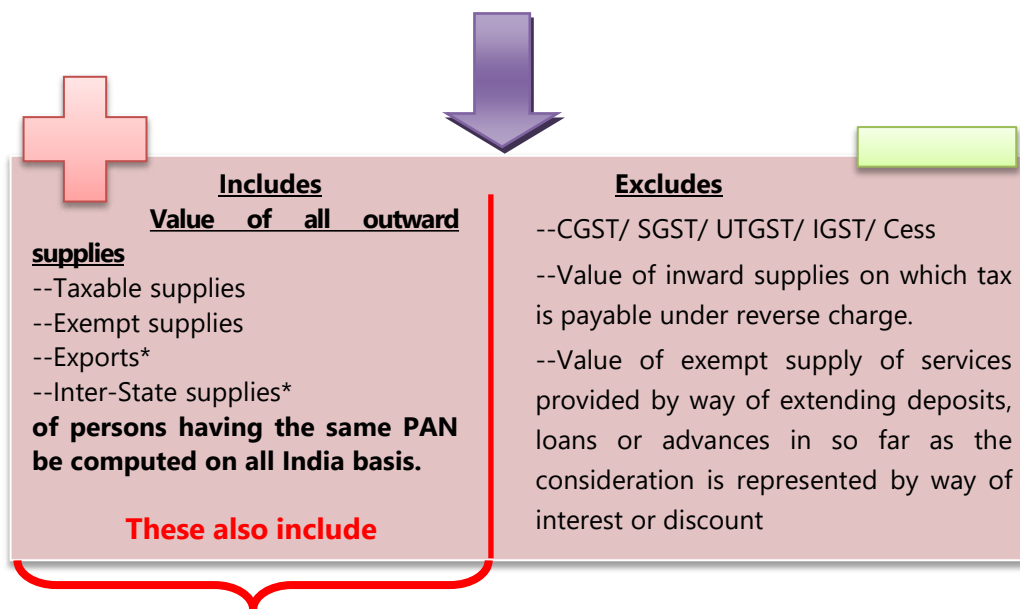 Includes
Value of all outward
supplies
--Taxable supplies
--Exempt supplies
--Exports*
--Inter-State supplies*
of persons having the same PAN
be computed on all India basis.
These also include
Excludes
--CGST/ SGST/ UTGST/ IGST/ Cess
--Value of inward supplies on which tax
is payable under reverse charge.
--Value of exempt supply of services
provided by way of extending deposits,
loans or advances in so far as the
consideration is represented by way of
interest or discount